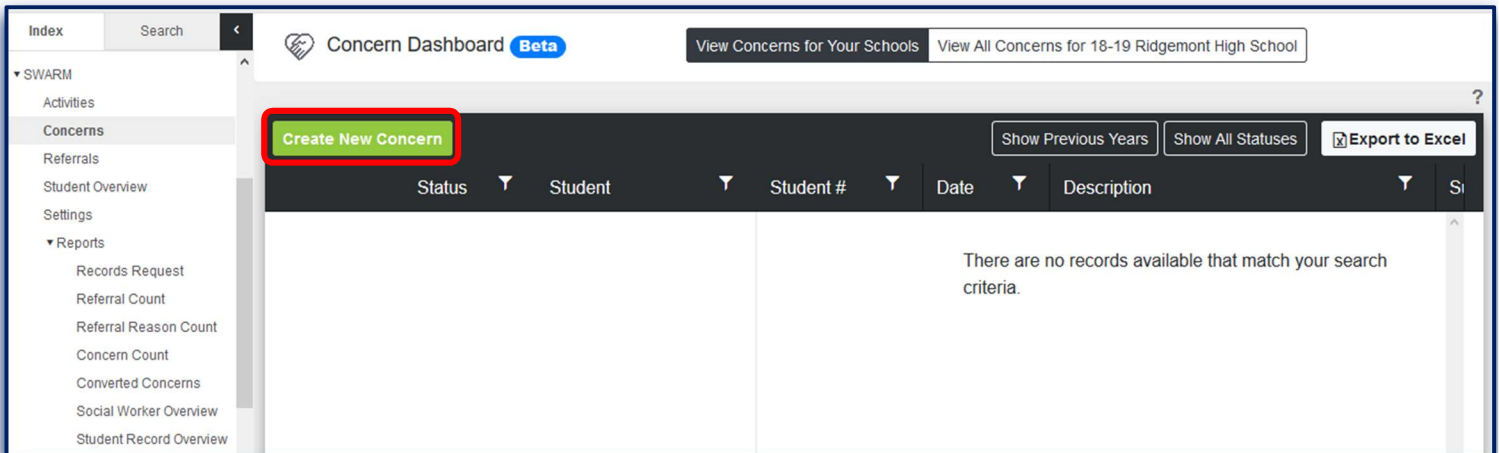 Index
Search
SWARM
Activities
Concerns
Referrals
Student Overview
Settings
Reports
Records Request
Referral Count
Referral Reason Count
Concern Count
Converted Concerns
Social Worker Overview
Student Record Overview
Concern Dashboard Beta
View Concerns for Your Schools View All Concerns for 18-19 Ridgemont High School
?
Create New Concern
Show Previous Years Show All Statuses Export to Excel
Status Student Student # Date Description
There are no records available that match your search
criteria.